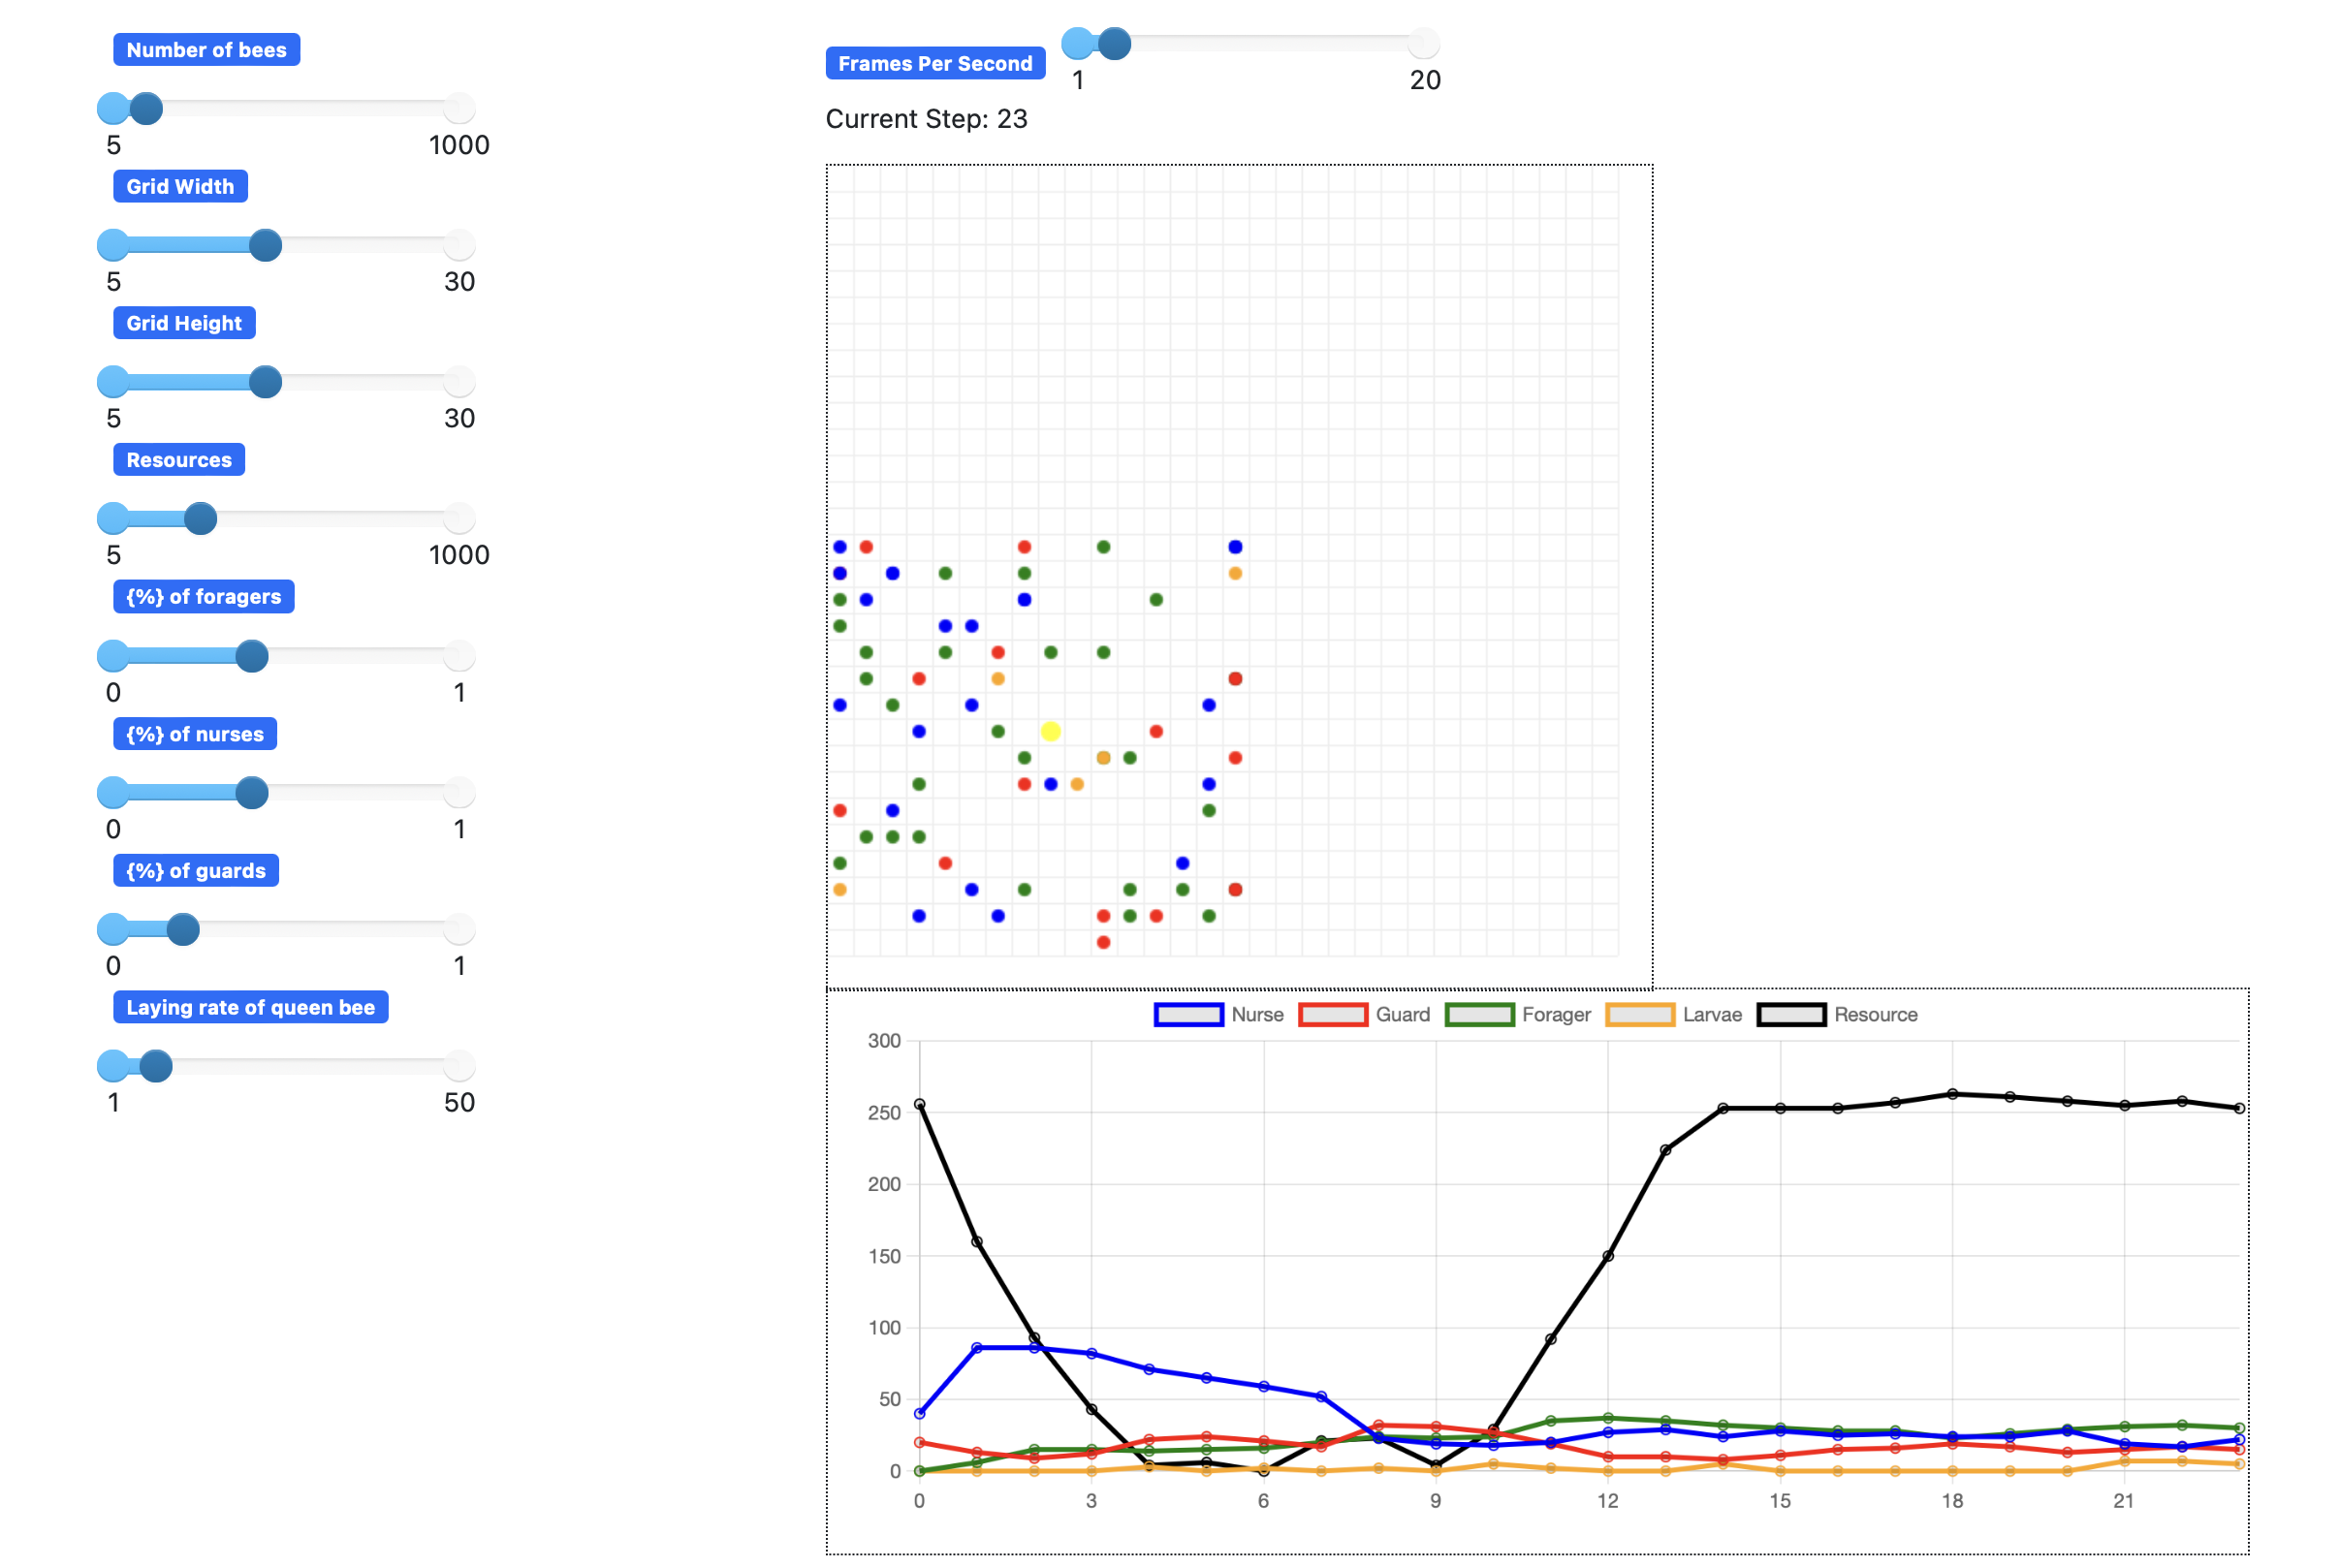 Number of bees
5 1000
Grid Width
5 30
Grid Height
5 30
Resources
5 1000
{%} of foragers
0 1
{%} of nurses
0 1
{%} of guards
0 1
Laying rate of queen bee
1 50
Frames Per Second
1 20
Current Step: 23
Nurse Guard Forager Larvae Resource
300
250
200
150
100
50
0
0 3 6 9 12 15 18 21